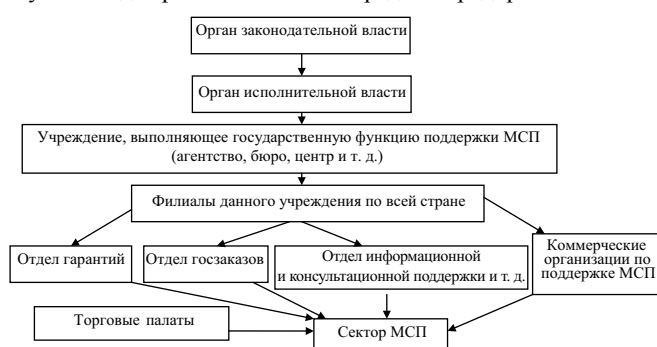 Орган законодательной власти
Орган исполнительной власти
Учреждение, выполняющее государственную функцию поддержки МСП
(агентство, бюро, центр и т. д.)
Филиалы данного учреждения по всей стране
Отдел гарантий
Отдел госзаказов
Отдел информационной
и консультационной поддержки и т. д.
Коммерческие
организации по
поддержке МСП
Торговые палаты
Сектор МСП